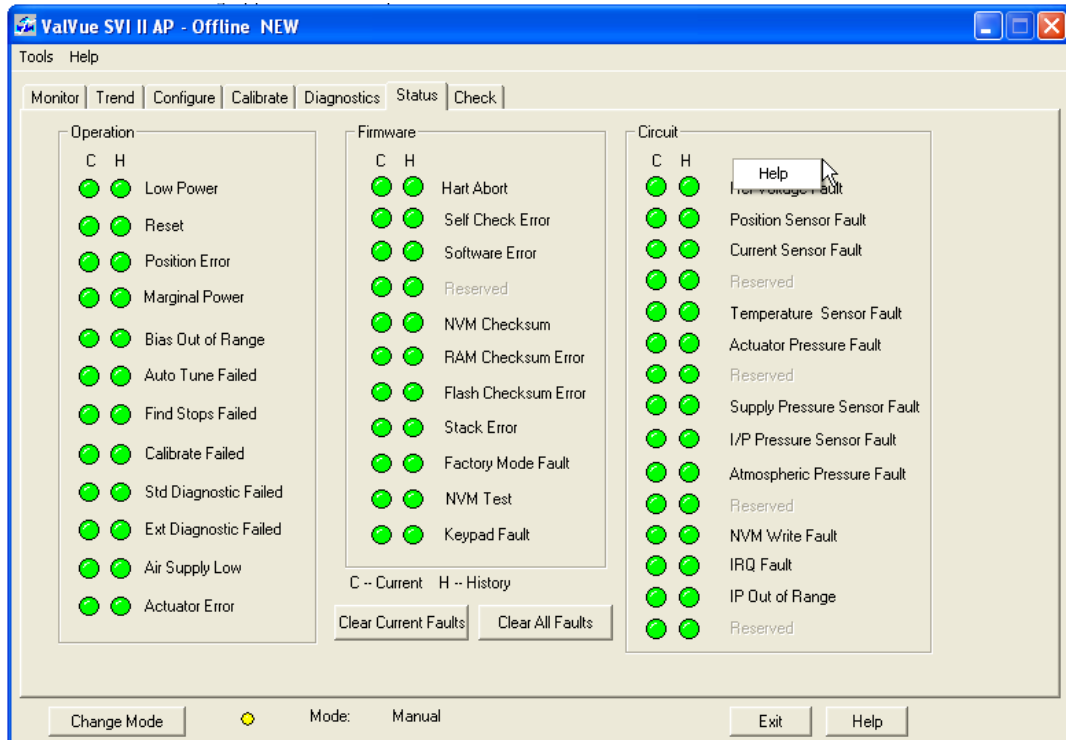 ValVue SVI II AP - Offline NEW
Tools Help
Monitor Trend Configure Calibrate Diagnostics Status Check
Operation
C H
Low Power
Reset
Position Error
Marginal Power
Bias Out of Range
Auto Tune Failed
Find Stops Failed
Calibrate Failed
Std Diagnostic Failed
Ext Diagnostic Failed
Air Supply Low
Actuator Error
Firmware
C H
Hart Abort
Self Check Error
Software Error
Reserved
NVM Checksum
RAM Checksum Error
Flash Checksum Error
Stack Error
Factory Mode Fault
NVM Test
Keypad Fault
C -- Current H -- History
Clear Current Faults Clear All Faults
Circuit
C H
Help
Fault
Position Sensor Fault
Current Sensor Fault
Reserved
Temperature Sensor Fault
Actuator Pressure Fault
Reserved
Supply Pressure Sensor Fault
I/P Pressure Sensor Fault
Atmospheric Pressure Fault
Reserved
NVM Write Fault
IRQ Fault
IP Out of Range
Reserved
Change Mode Mode: Manual Exit Help